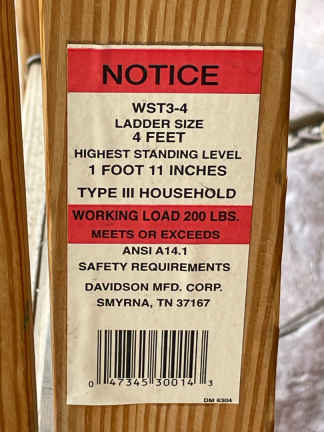 NOTICE
WST3-4
LADDER SIZE
4 FEET
HIGHEST STANDING LEVEL
1 FOOT 11 INCHES
TYPE III HOUSEHOLD
WORKING LOAD 200 LBS.
MEETS OR EXCEEDS
ANSI A14.1
SAFETY REQUIREMENTS
DAVIDSON MFD. CORP.
SMYRNA, TN 37167
0 47345 30014 3
DM 6304